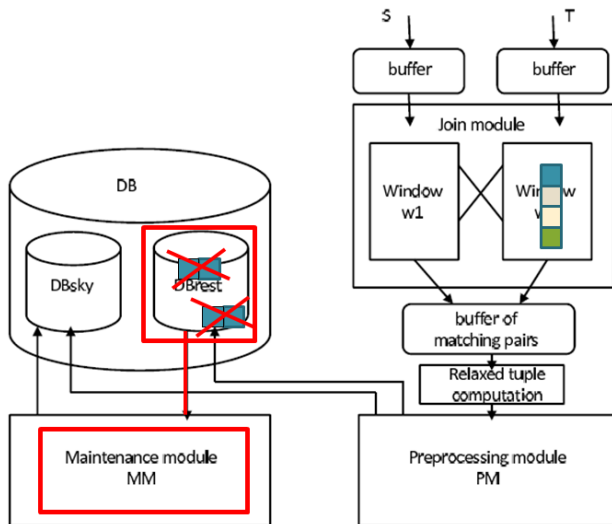 S T
buffer buffer
Join module
Window
w1
Window
DB
DBsky
DBrest
buffer of
matching pairs
Relaxed tuple
computation
Maintenance module
MM
Preprocessing module
PM